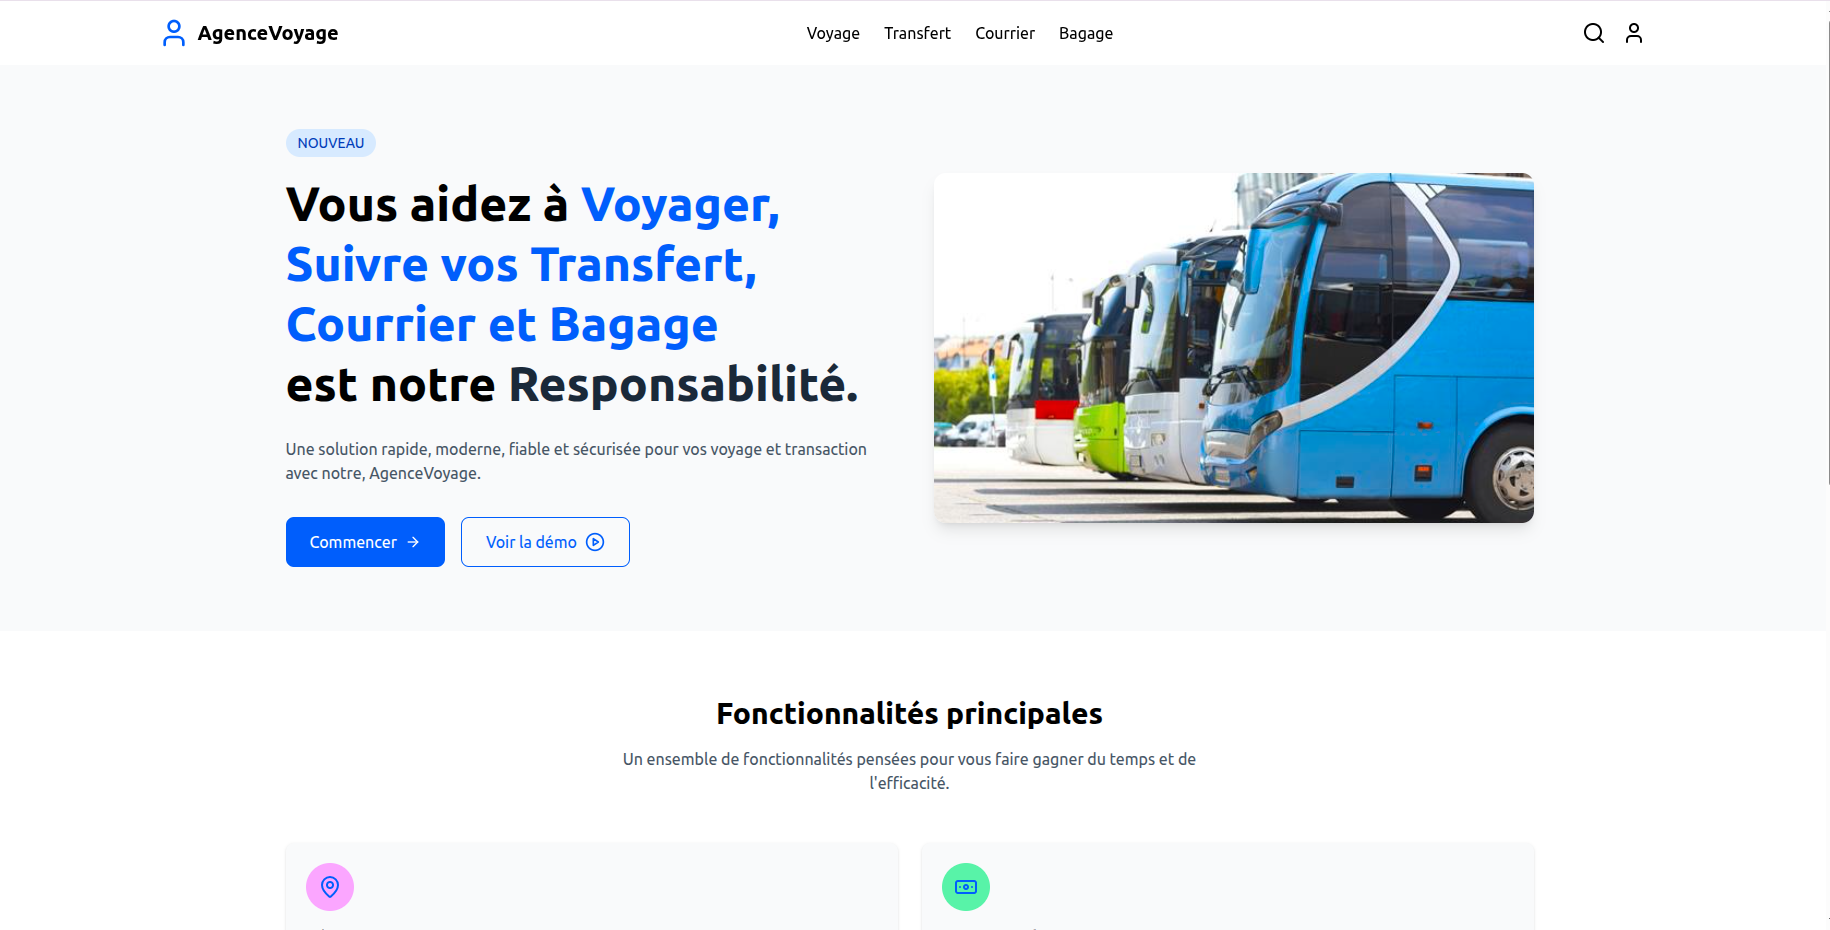 AgenceVoyage
Voyage
Transfert
Courrier
Bagage
NOUVEAU
Vous aidez à Voyager,
Suivre vos Transfert,
Courrier et Bagage
est notre Responsabilité.
Une solution rapide, moderne, fiable et sécurisée pour vos voyage et transaction
avec notre, AgenceVoyage.
Commencer
Voir la démo
Fonctionnalités principales
Un ensemble de fonctionnalités pensées pour vous faire gagner du temps et de
l'efficacité.